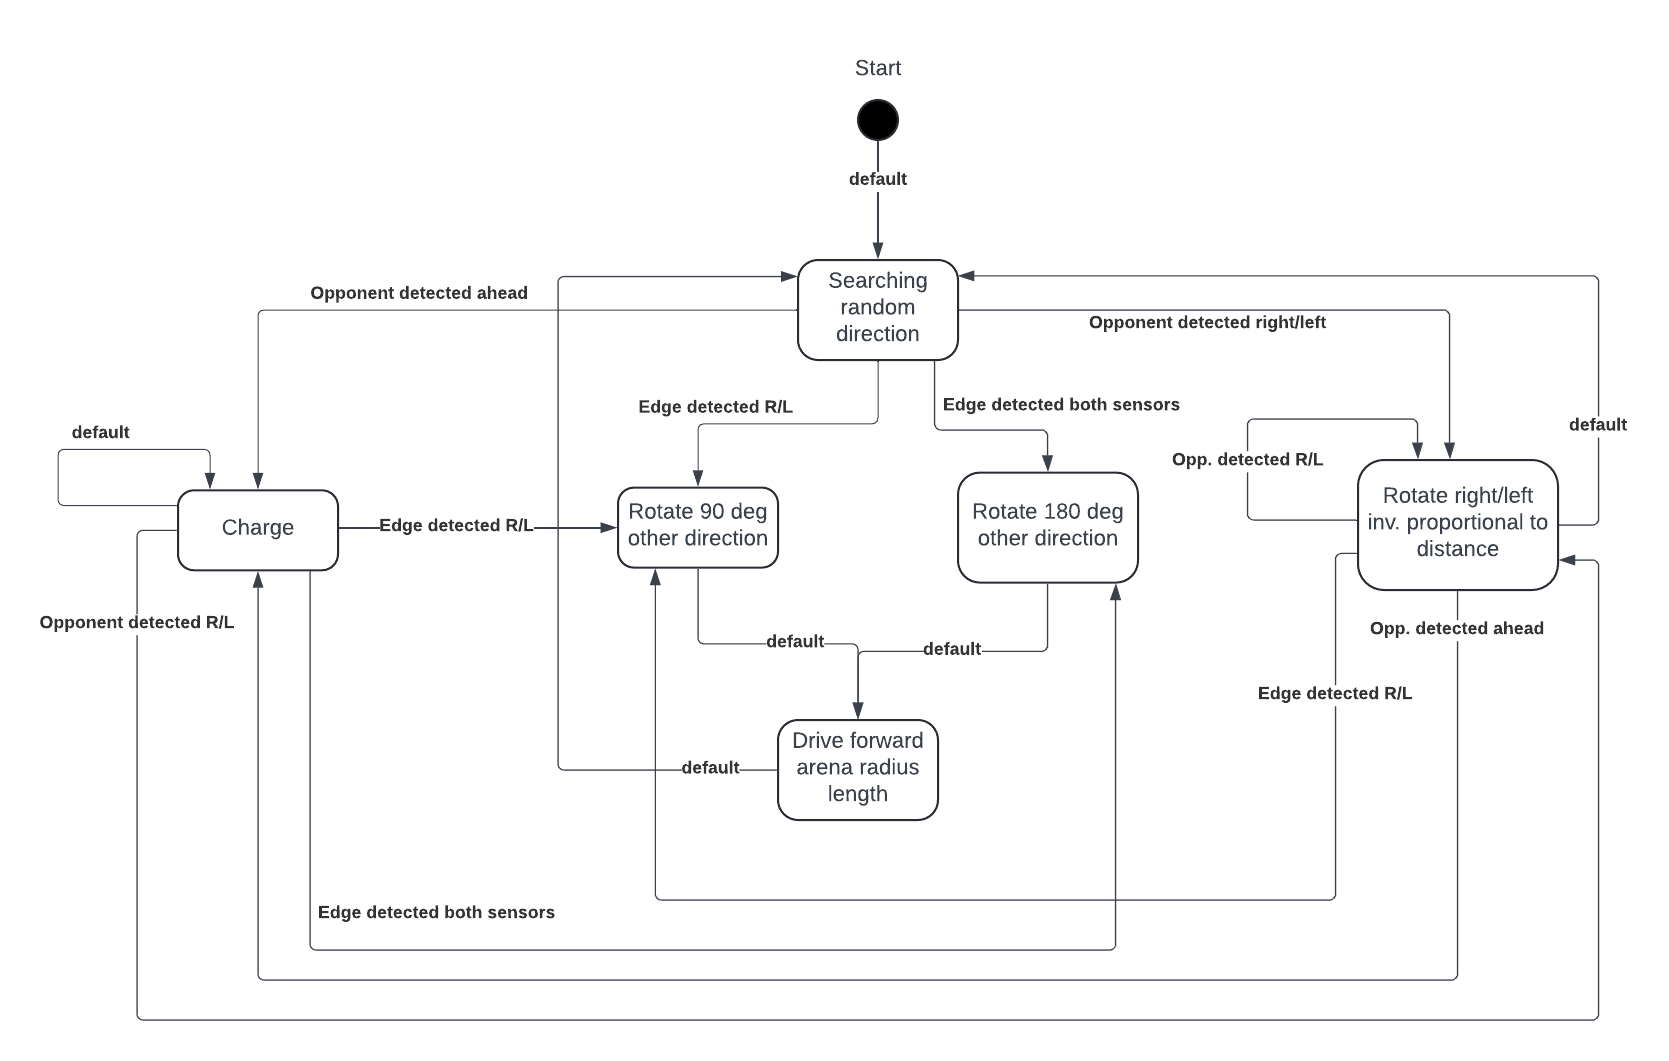 Start
default
Searching
random
direction
Opponent detected ahead
Opponent detected right/left
Edge detected R/L
Edge detected both sensors
default
default
Opp. detected R/L
Charge
Edge detected R/L
Rotate 90 deg
other direction
Rotate 180 deg
other direction
Rotate right/left
inv. proportional to
distance
Opponent detected R/L
default
default
Opp. detected ahead
Edge detected R/L
Drive forward
arena radius
length
default
Edge detected both sensors